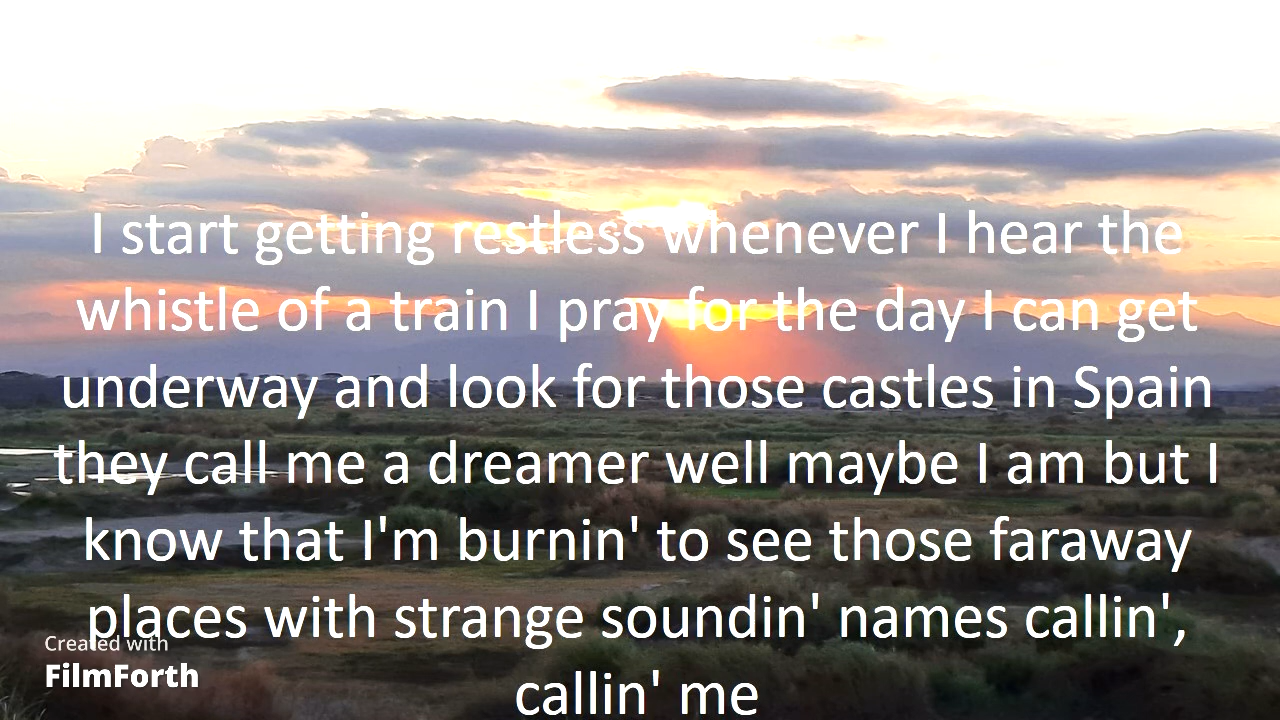 I start getting restless whenever I hear the
whistle of a train I pray for the day I can get
underway and look for those castles in Spain
they call me a dreamer well maybe I am but I
know that I'm burnin' to see those faraway
places with strange soundin' names callin',
callin' me
Created with
FilmForth